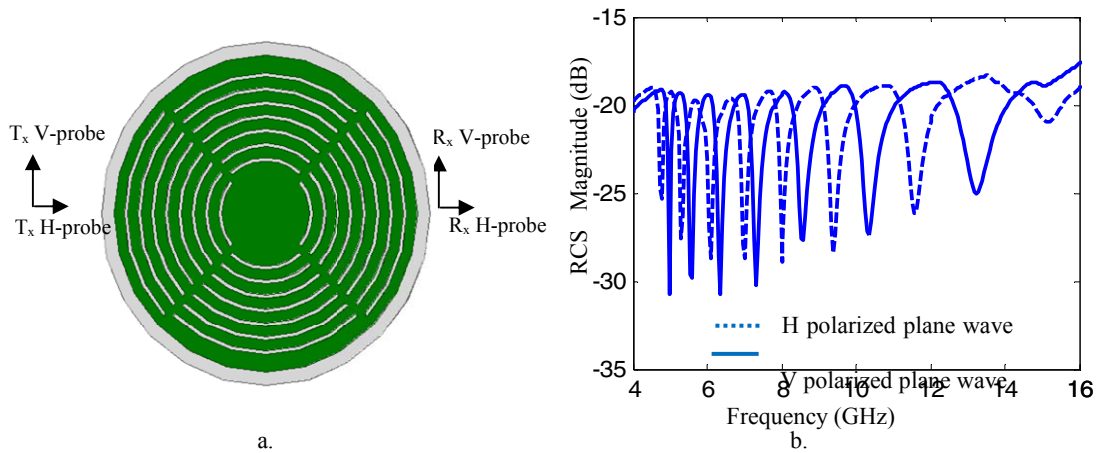 Tx V-probe
Tx H-probe
Rx V-probe
Rx H-probe
a.
-15
-20
-25
-30
-35
RCS Magnitude (dB)
H polarized plane wave
V polarized plane wave
4 6 8 10 12 14 16
Frequency (GHz)
b.